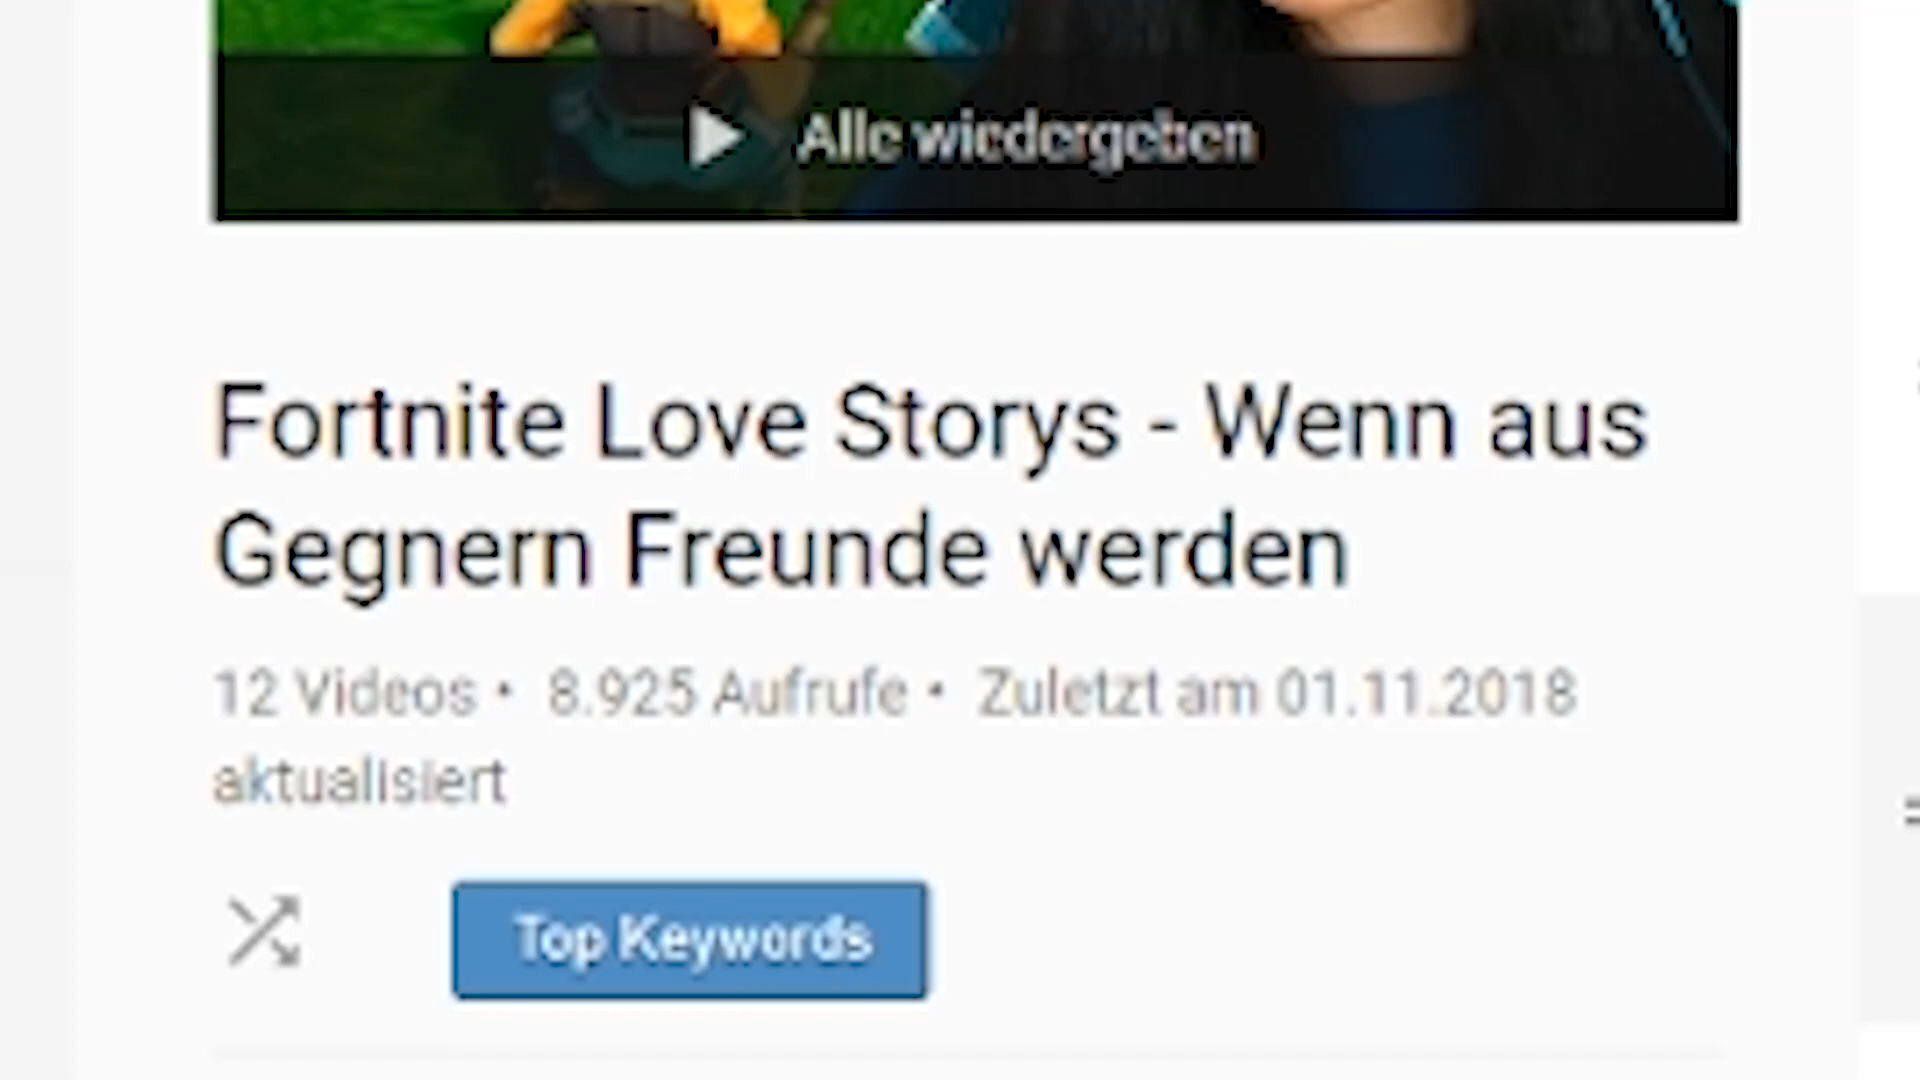 Alle wiedergeben
Fortnite Love Storys - Wenn aus
Gegnern Freunde werden
12 Videos • 8.925 Aufrufe • Zuletzt am 01.11.2018
aktualisiert
Top Keywords